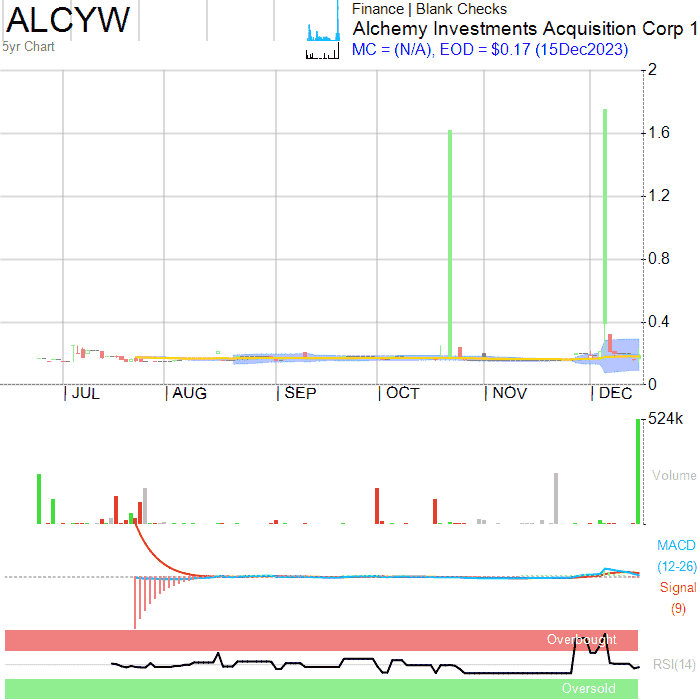 ALCYW
5yr Chart
Finance | Blank Checks
Alchemy Investments Acquisition Corp 1
MC = (N/A), EOD = $0.17 (15Dec2023)
2
1.6
1.2
0.8
0.4
0
JUL AUG SEP OCT NOV DEC
524k
Volume
MACD
(12-26)
Signal
(9)
Overbought
RSI(14)
Oversold